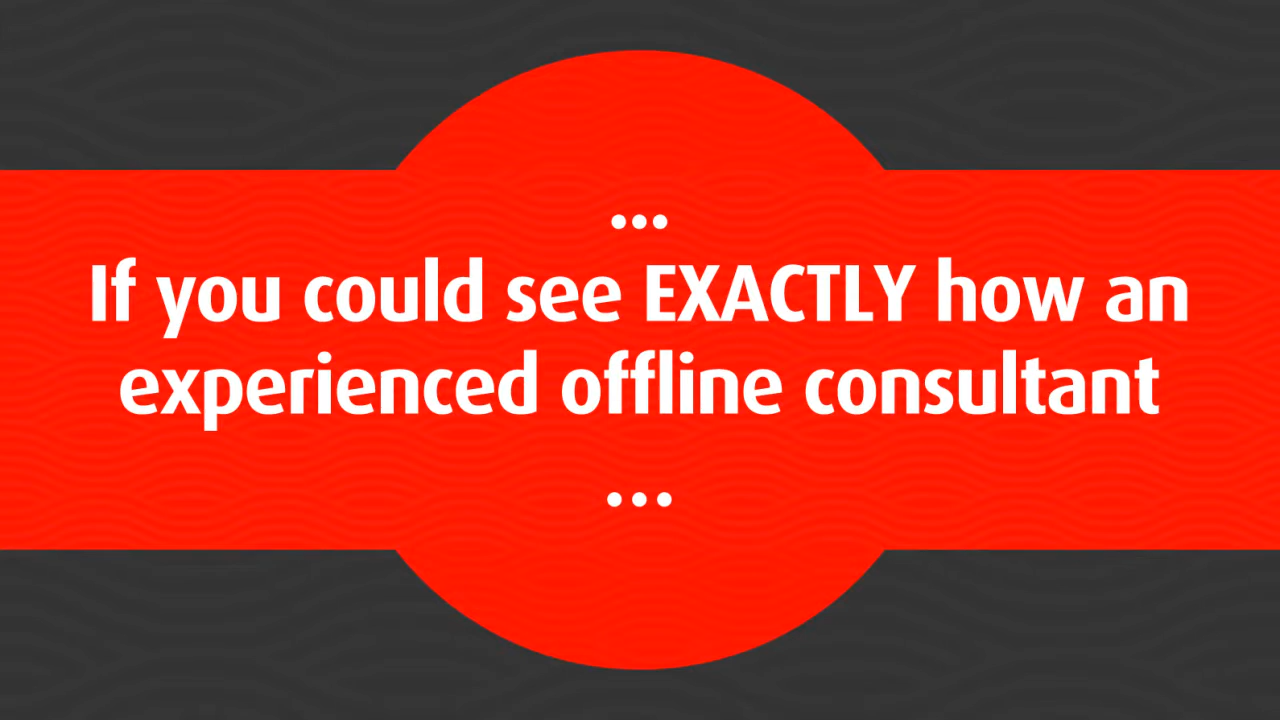 ...
If you could see EXACTLY how an
experienced offline consultant
...